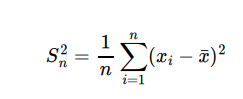 $$S_n^2 = \frac{1}{n} \sum_{i=1}^{n} (x_i - \bar{x})^2$$